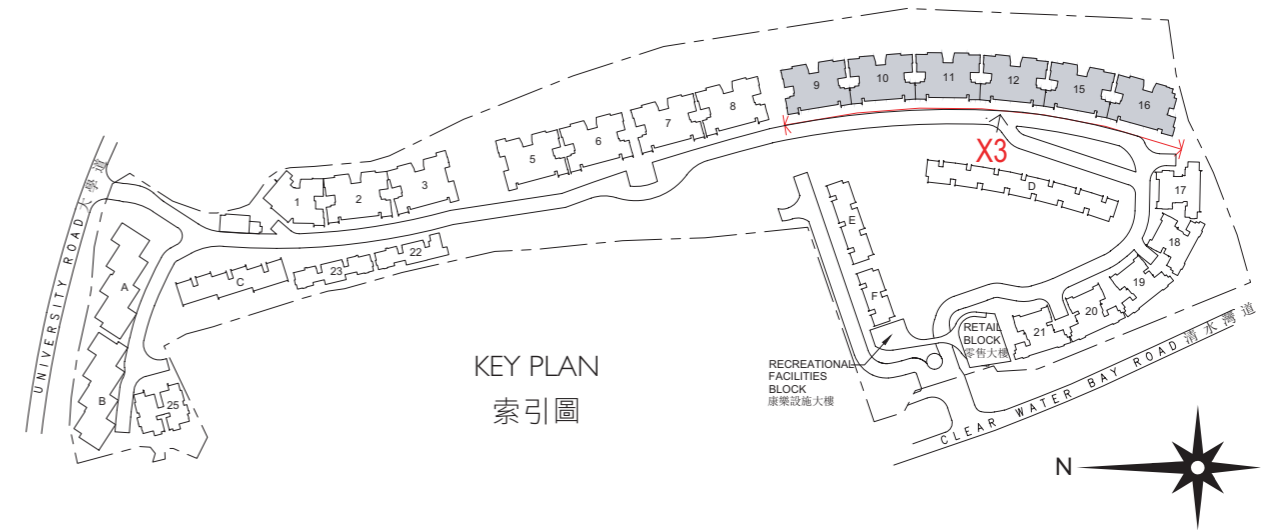 9
10
11
12
15
16
8
7
6
5
3
2
1
X3
D
17
18
19
20
21
E
F
22
23
C
A
B
25
UNIVERSITY ROAD 大學道
KEY PLAN
索引圖
RETAIL
BLOCK
零售大樓
RECREATIONAL
FACILITIES
BLOCK
康樂設施大樓
CLEAR WATER BAY ROAD 清水灣道
N